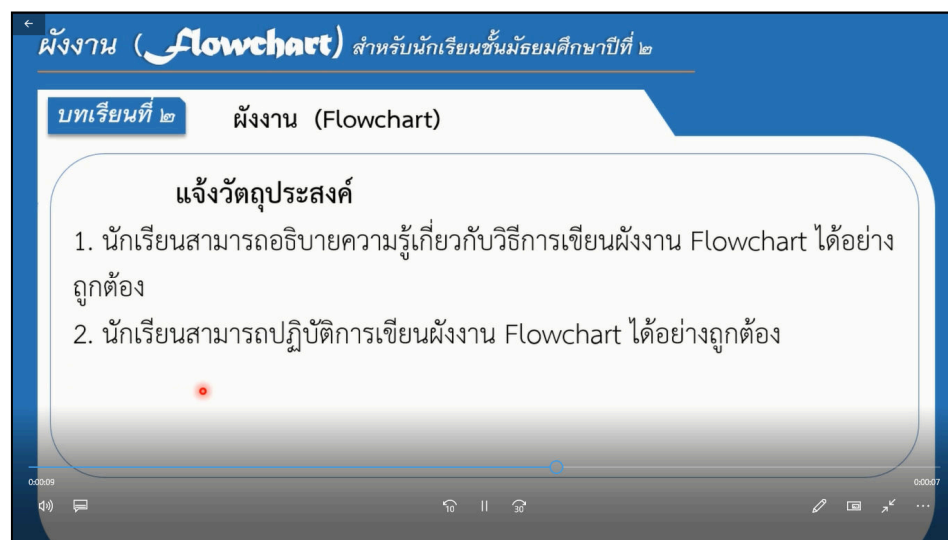 ผังงาน (Flowchart) สำหรับนักเรียนชั้นมัธยมศึกษาปีที่ ๒
บทเรียนที่ ๒
ผังงาน (Flowchart)
แจ้งวัตถุประสงค์
1. นักเรียนสามารถอธิบายความรู้เกี่ยวกับวิธีการเขียนผังงาน Flowchart ได้อย่าง
ถูกต้อง
2. นักเรียนสามารถปฏิบัติการเขียนผังงาน Flowchart ได้อย่างถูกต้อง
0:00:09
0:00:07
10
30